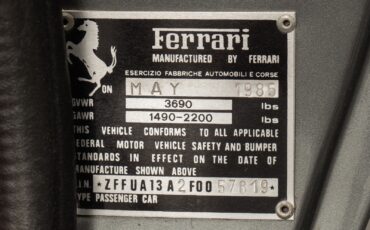 Ferrari
MANUFACTURED BY FERRARI
ESERCIZIO FABBRICHE AUTOMOBILI E CORSE
ON MAY 1985
GVWR 3690 lbs
GAWR 1490-2200 lbs
THIS VEHICLE CONFORMS TO ALL APPLICABLE
FEDERAL MOTOR VEHICLE SAFETY AND BUMPER
STANDARDS IN EFFECT ON THE DATE OF
MANUFACTURE SHOWN ABOVE
*ZFFUA13A2F0057619*
TYPE PASSENGER CAR